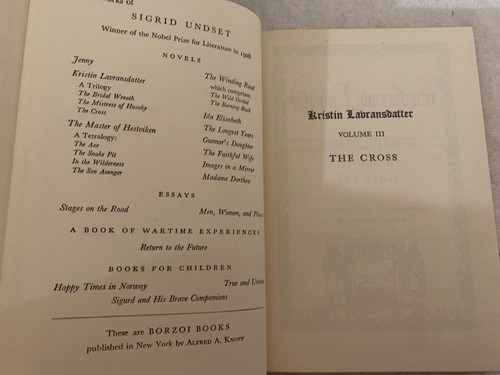 Works of
SIGRID UNDSET
Winner of the Nobel Prize for Literature in 1928
NOVELS
Jenny
Kristin Lavransdatter
A Trilogy
The Bridal Wreath
The Mistress of Husaby
The Cross
The Master of Hestviken
A Tetralogy:
The Axe
The Snake Pit
In the Wilderness
The Son Avenger
The Winding Road
which comprises:
The Wild Orchid
The Burning Bush
Ida Elisabeth
The Longest Years
Gunnar's Daughter
The Faithful Wife
Images in a Mirror
Madame Dorthea
ESSAYS
Stages on the Road
Men, Women, and
A BOOK OF WARTIME EXPERIENCES
Return to the Future
BOOKS FOR CHILDREN
Happy Times in Norway
True and
Sigurd and His Brave Companions
These are BORZOI BOOKS
published in New York by ALFRED A. KNOPF
Kristin Lavransdatter
VOLUME III
THE CROSS